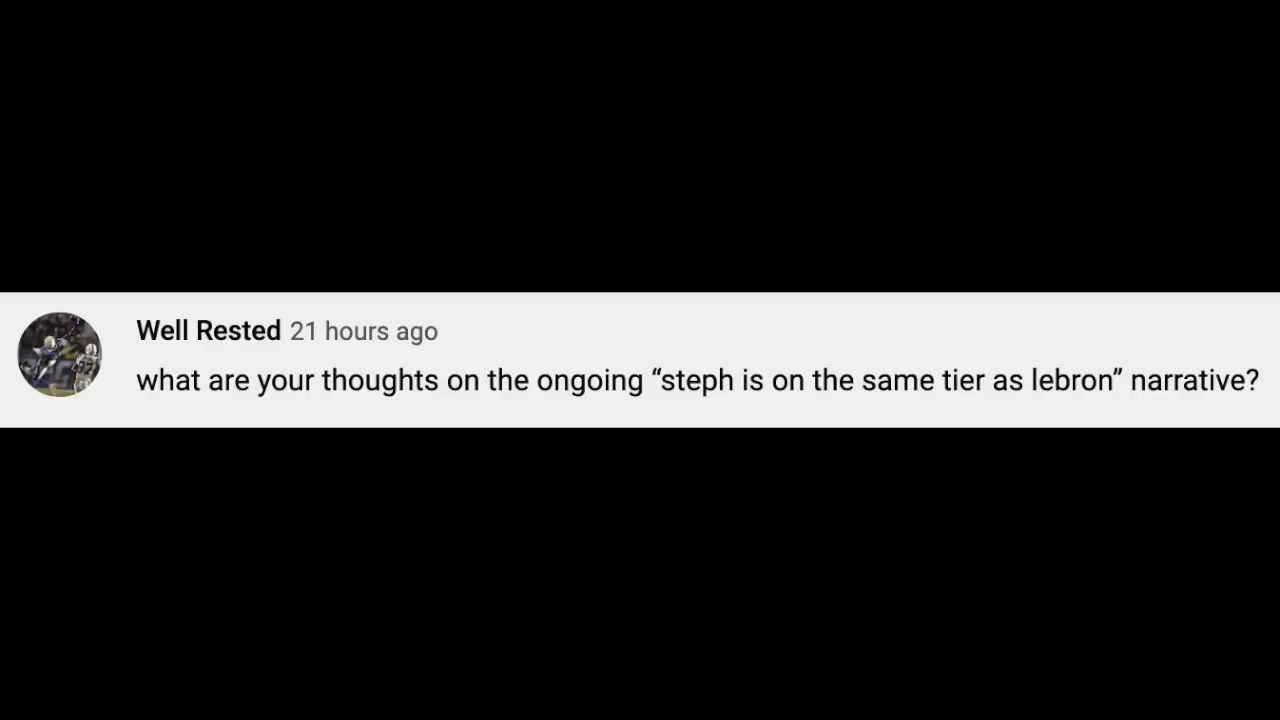 Well Rested 21 hours ago
what are your thoughts on the ongoing “steph is on the same tier as lebron” narrative?